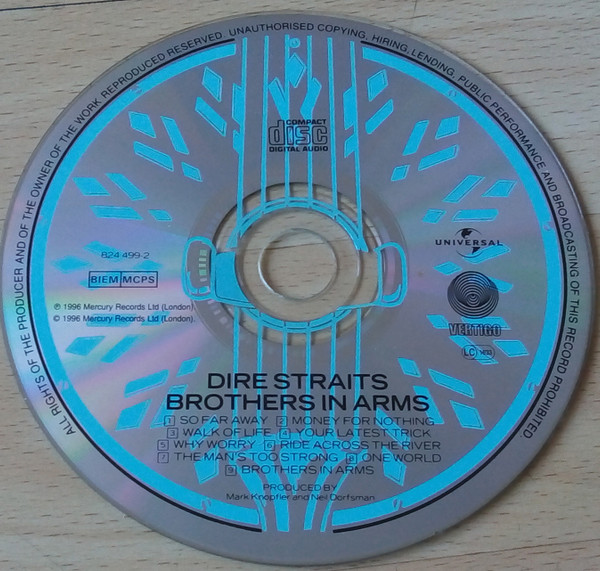 ALL RIGHTS OF THE PRODUCER AND OF THE OWNER OF THE WORK REPRODUCED RESERVED. UNAUTHORISED COPYING, HIRING, LENDING, PUBLIC PERFORMANCE AND BROADCASTING OF THIS RECORD PROHIBITED
COMPACT
disc
DIGITAL AUDIO
824 499-2
BIEM MCPS
℗ 1996 Mercury Records Ltd (London).
© 1996 Mercury Records Ltd (London).
UNIVERSAL
VERTIGO
LC
DIRE STRAITS
BROTHERS IN ARMS
1 SO FAR AWAY 2 MONEY FOR NOTHING
3 WALK OF LIFE 4 YOUR LATEST TRICK
5 WHY WORRY 6 RIDE ACROSS THE RIVER
7 THE MAN'S TOO STRONG 8 ONE WORLD
9 BROTHERS IN ARMS
PRODUCED BY
Mark Knopfler and Neil Dorfsman